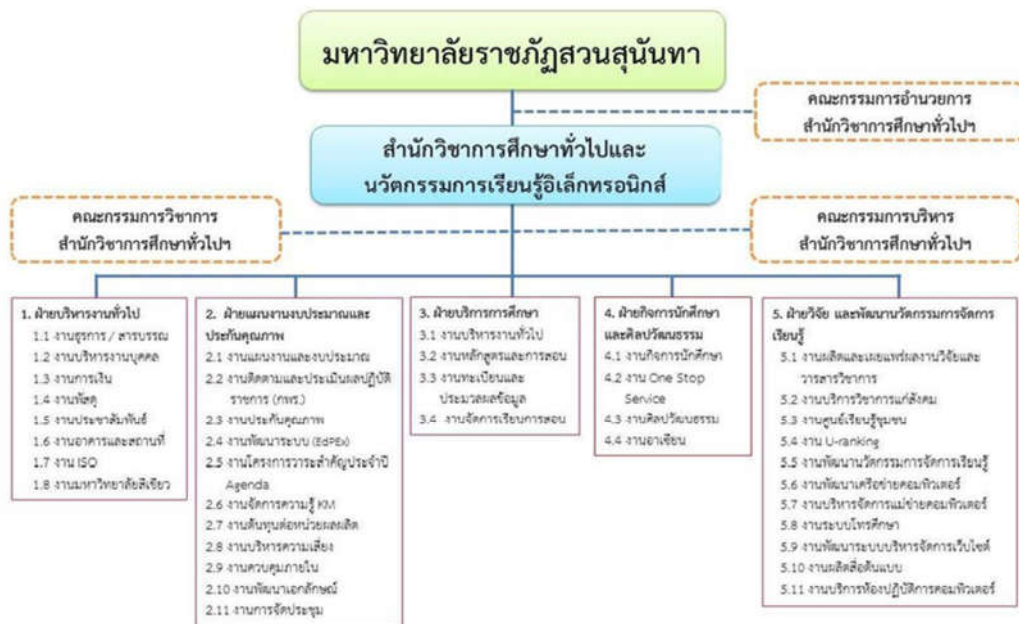 มหาวิทยาลัยราชภัฏสวนสุนันทา
คณะกรรมการอำนวยการ
สำนักวิชาการศึกษาทั่วไปฯ
สำนักวิชาการศึกษาทั่วไปและ
นวัตกรรมการเรียนรู้อิเล็กทรอนิกส์
คณะกรรมการวิชาการ
สำนักวิชาการศึกษาทั่วไปฯ
คณะกรรมการบริหาร
สำนักวิชาการศึกษาทั่วไปฯ
1. ฝ่ายบริหารงานทั่วไป
1.1 งานธุรการ / สารบรรณ
1.2 งานบริหารงานบุคคล
1.3 งานการเงิน
1.4 งานพัสดุ
1.5 งานประชาสัมพันธ์
1.6 งานอาคารและสถานที่
1.7 งาน ISO
1.8 งานมหาวิทยาลัยสีเขียว
2. ฝ่ายแผนงานงบประมาณและ
ประกันคุณภาพ
2.1 งานแผนงานและงบประมาณ
2.2 งานติดตามและประเมินผลปฏิบัติ
ราชการ (กพร.)
2.3 งานประกันคุณภาพ
2.4 งานพัฒนาระบบ (EdPEx)
2.5 งานโครงการวาระสำคัญประจำปี
Agenda
2.6 งานจัดการความรู้ KM
2.7 งานต้นทุนต่อหน่วยผลผลิต
2.8 งานบริหารความเสี่ยง
2.9 งานควบคุมภายใน
2.10 งานพัฒนาเอกลักษณ์
2.11 งานการจัดประชุม
3. ฝ่ายบริการการศึกษา
3.1 งานบริหารงานทั่วไป
3.2 งานหลักสูตรและการสอน
3.3 งานทะเบียนและ
ประมวลผลข้อมูล
3.4 งานจัดการเรียนการสอน
4. ฝ่ายกิจการนักศึกษา
และศิลปวัฒนธรรม
4.1 งานกิจการนักศึกษา
4.2 งาน One Stop
Service
4.3 งานศิลปวัฒนธรรม
4.4 งานอาเซียน
5. ฝ่ายวิจัย และพัฒนานวัตกรรมการจัดการ
เรียนรู้
5.1 งานผลิตและเผยแพร่ผลงานวิจัยและ
วารสารวิชาการ
5.2 งานบริการวิชาการแก่สังคม
5.3 งานศูนย์เรียนรู้ชุมชน
5.4 งาน U-ranking
5.5 งานพัฒนานวัตกรรมการจัดการเรียนรู้
5.6 งานพัฒนาเครือข่ายคอมพิวเตอร์
5.7 งานบริหารจัดการแม่ข่ายคอมพิวเตอร์
5.8 งานระบบโทรศึกษา
5.9 งานพัฒนาระบบบริหารจัดการเว็บไซต์
5.10 งานผลิตสื่อต้นแบบ
5.11 งานบริการห้องปฏิบัติการคอมพิวเตอร์